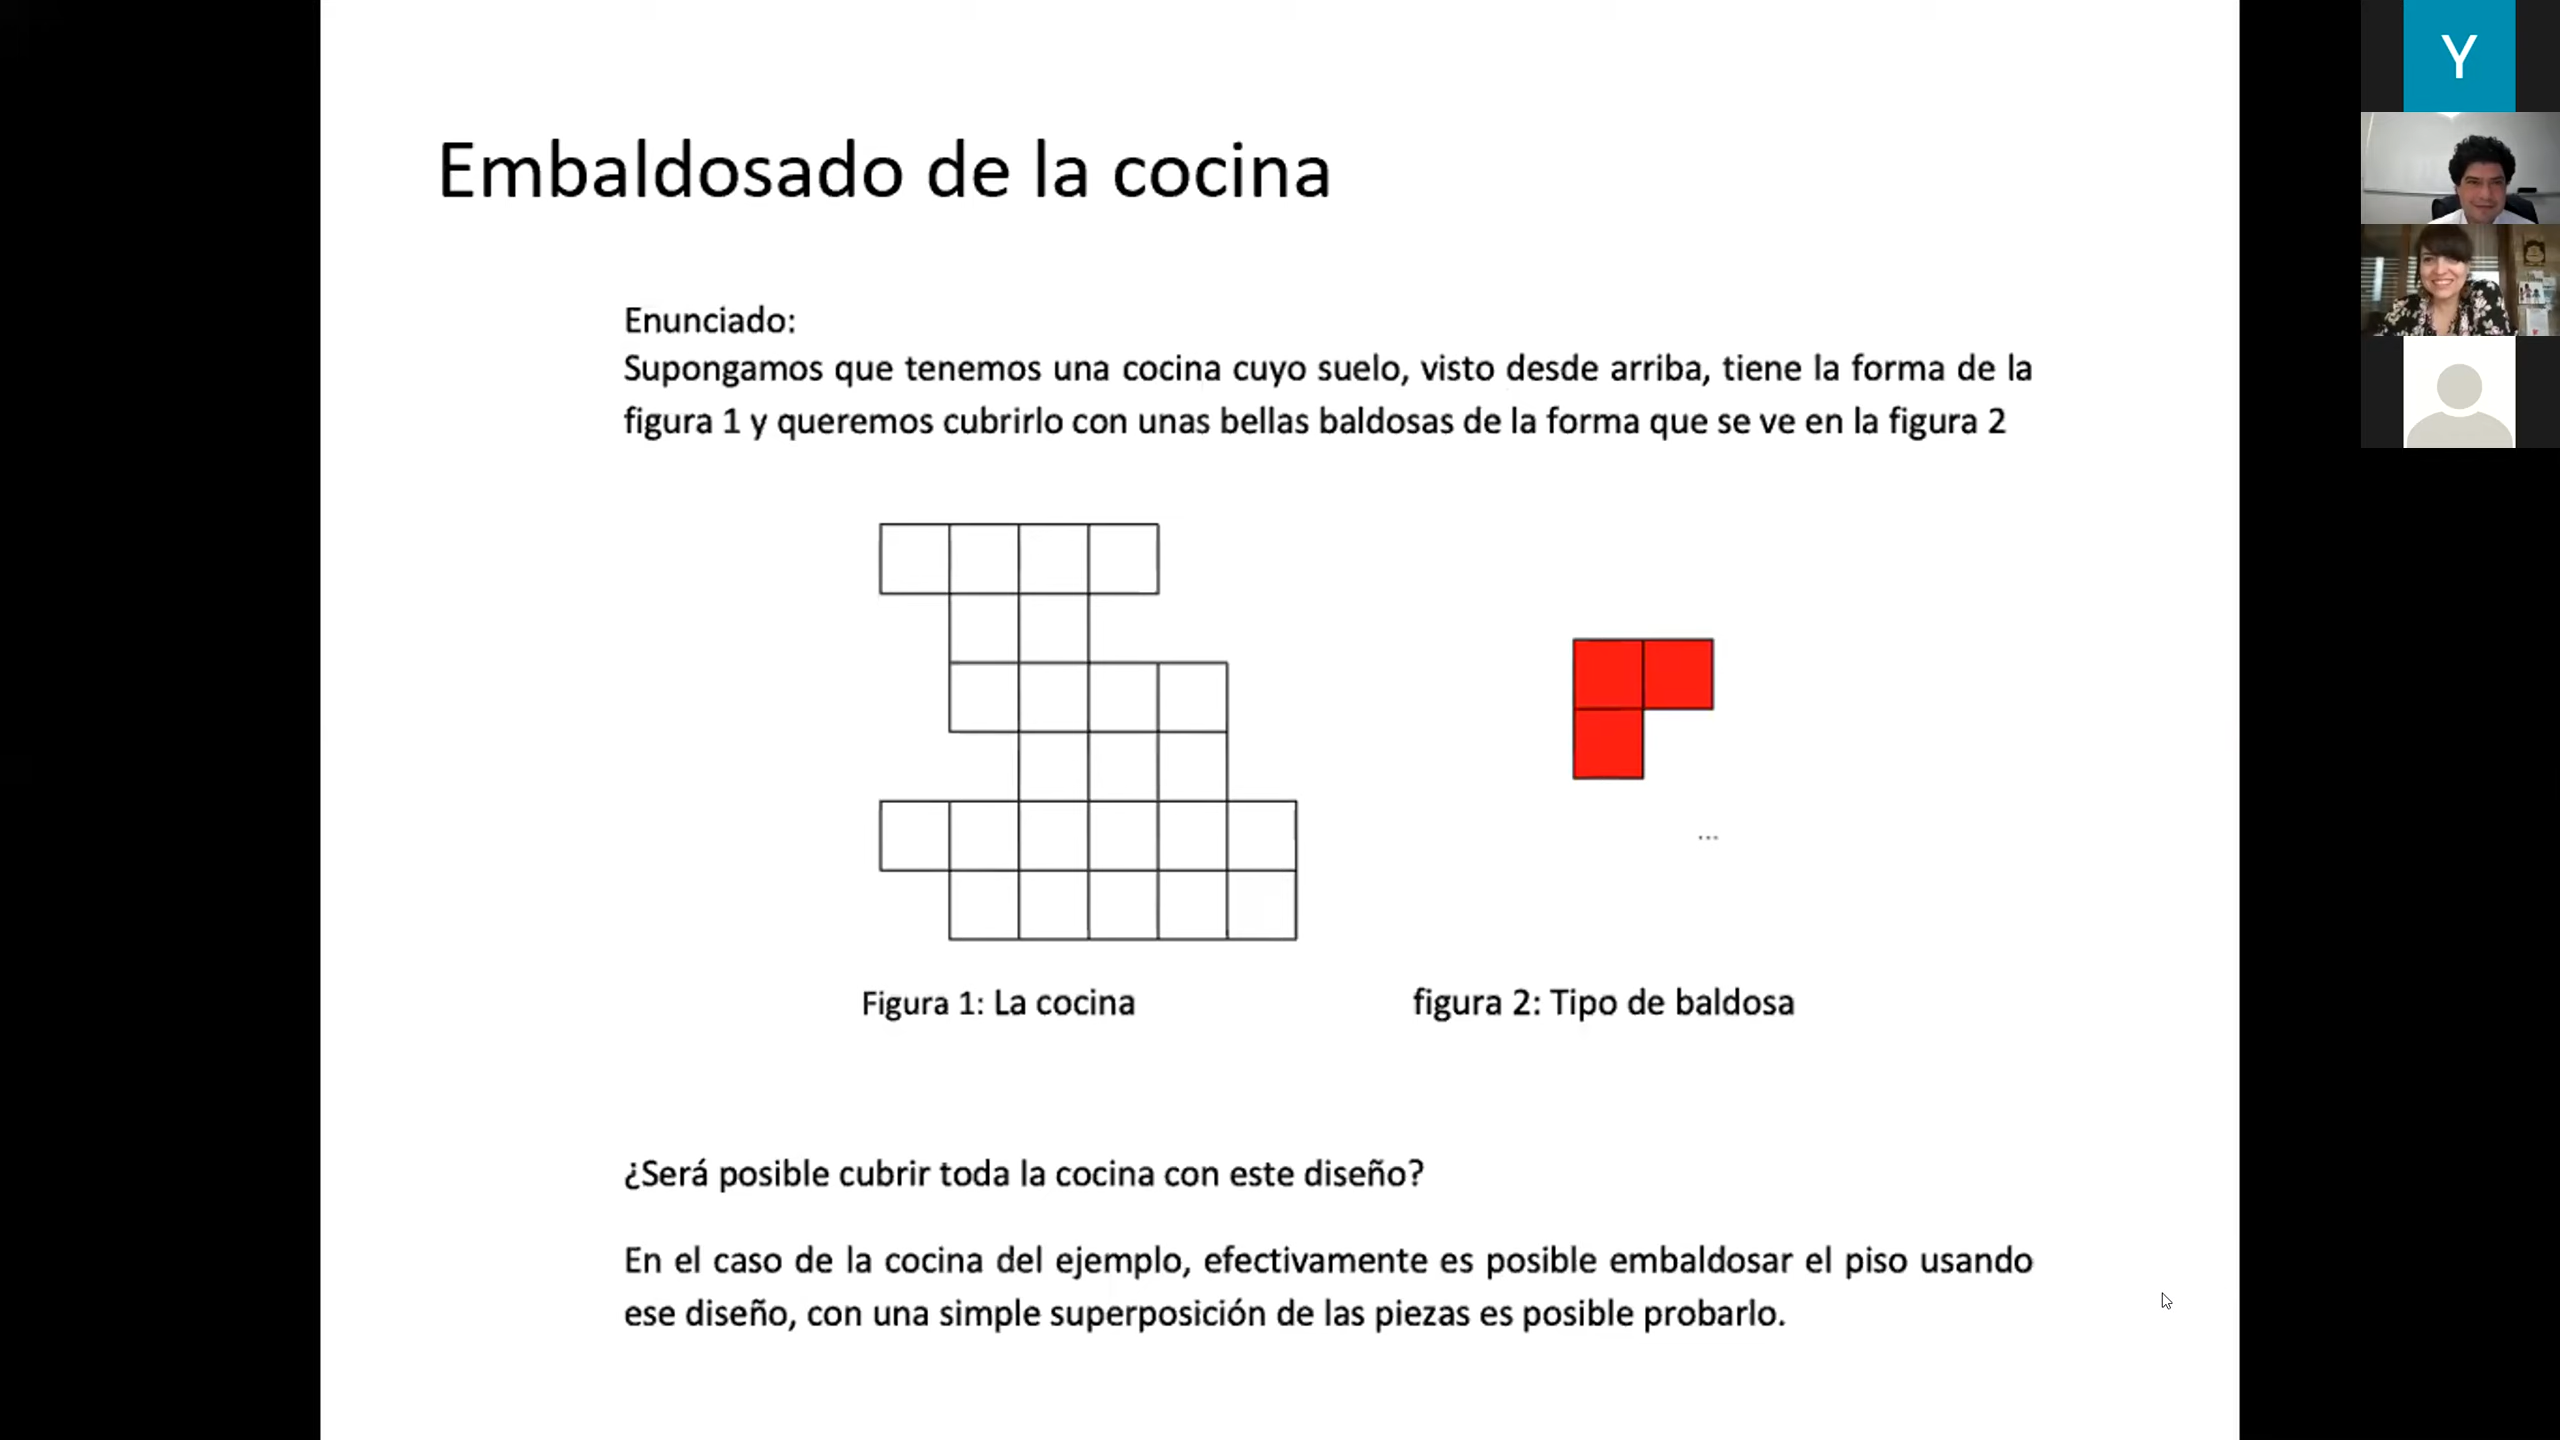 Embaldosado de la cocina
Enunciado:
Supongamos que tenemos una cocina cuyo suelo, visto desde arriba, tiene la forma de la
figura 1 y queremos cubrirlo con unas bellas baldosas de la forma que se ve en la figura 2
...
Figura 1: La cocina
figura 2: Tipo de baldosa
¿Será posible cubrir toda la cocina con este diseño?
En el caso de la cocina del ejemplo, efectivamente es posible embaldosar el piso usando
ese diseño, con una simple superposición de las piezas es posible probarlo.
Y